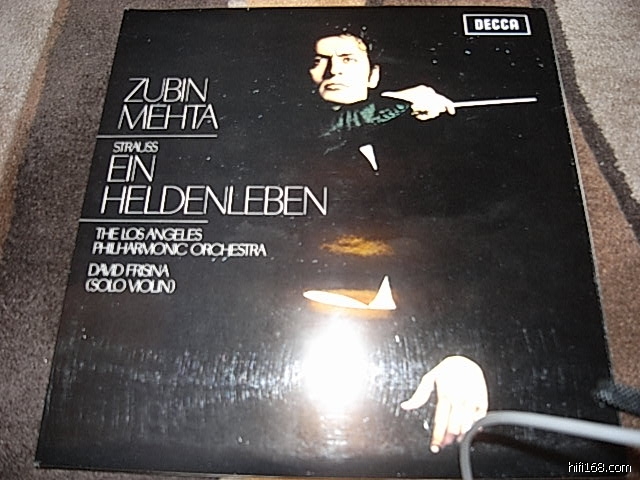 DECCA
ZUBIN
MEHTA
STRAUSS
EIN
HELDENLEBEN
THE LOS ANGELES
PHILHARMONIC ORCHESTRA
DAVID FRISINA
(SOLO VIOLIN)
hifi168.com